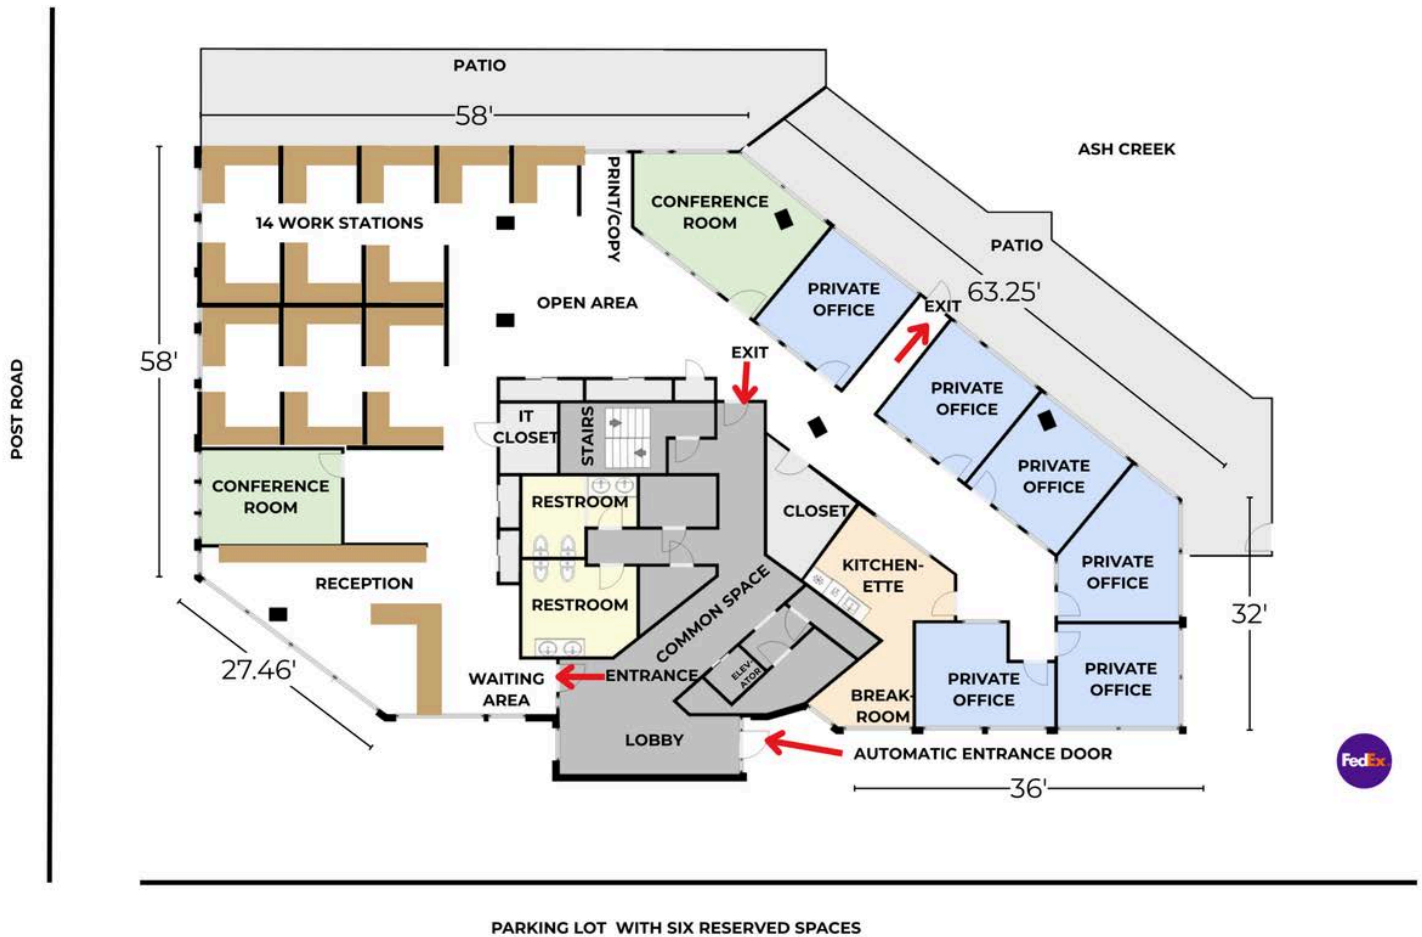 PATIO
58'
ASH CREEK
PRINT/COPY
CONFERENCE
ROOM
14 WORK STATIONS
PATIO
PRIVATE
OFFICE
63.25'
OPEN AREA
EXIT
58'
EXIT
POST ROAD
PRIVATE
OFFICE
IT
CLOSET
STAIRS
PRIVATE
OFFICE
CONFERENCE
ROOM
RESTROOM
CLOSET
KITCHEN-
ETTE
PRIVATE
OFFICE
RECEPTION
RESTROOM
COMMON SPACE
32'
27.46'
WAITING
AREA
ENTRANCE
ELEV-
ATOR
BREAK-
ROOM
PRIVATE
OFFICE
PRIVATE
OFFICE
LOBBY
AUTOMATIC ENTRANCE DOOR
FedEx.
36'
PARKING LOT WITH SIX RESERVED SPACES